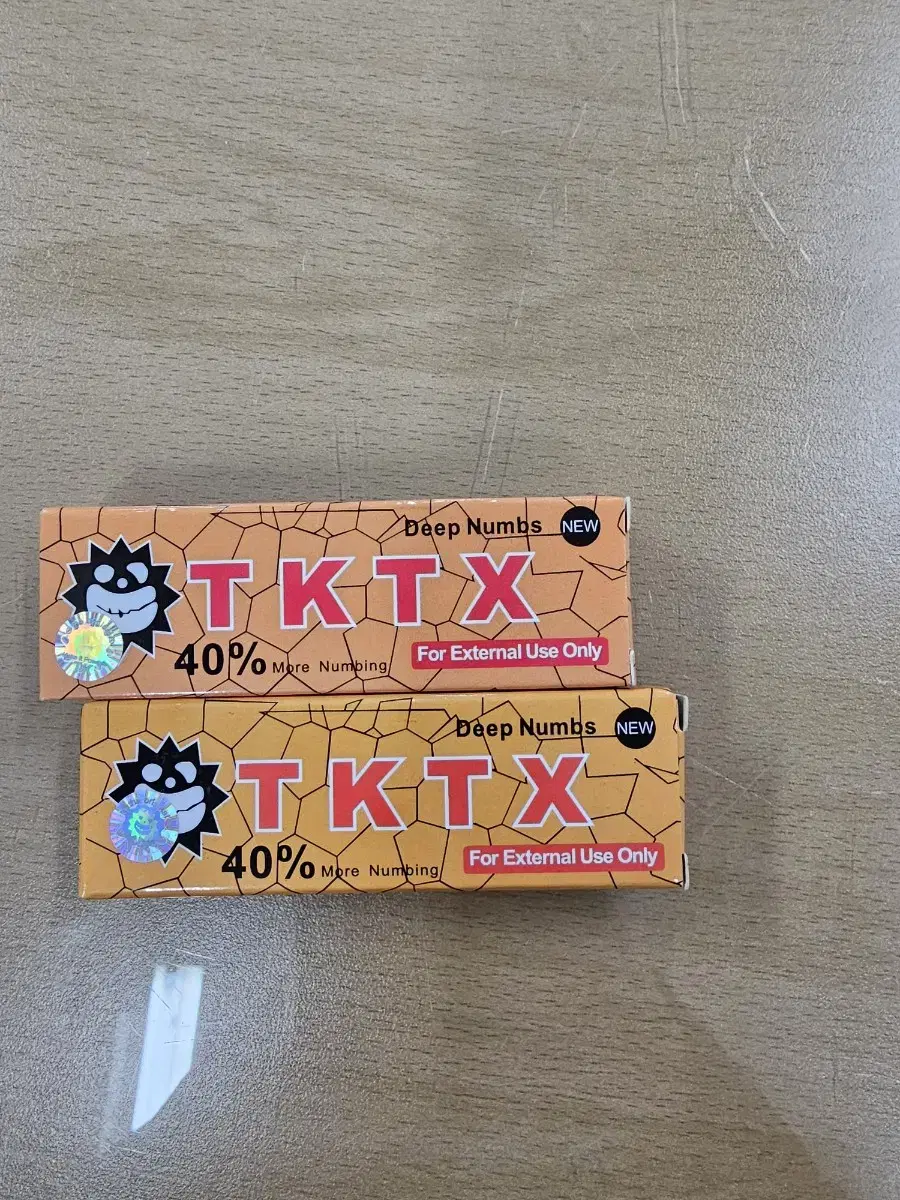 Deep Numbs NEW
TKTX
40% More Numbing For External Use Only
Deep Numbs NEW
TKTX
40% More Numbing For External Use Only